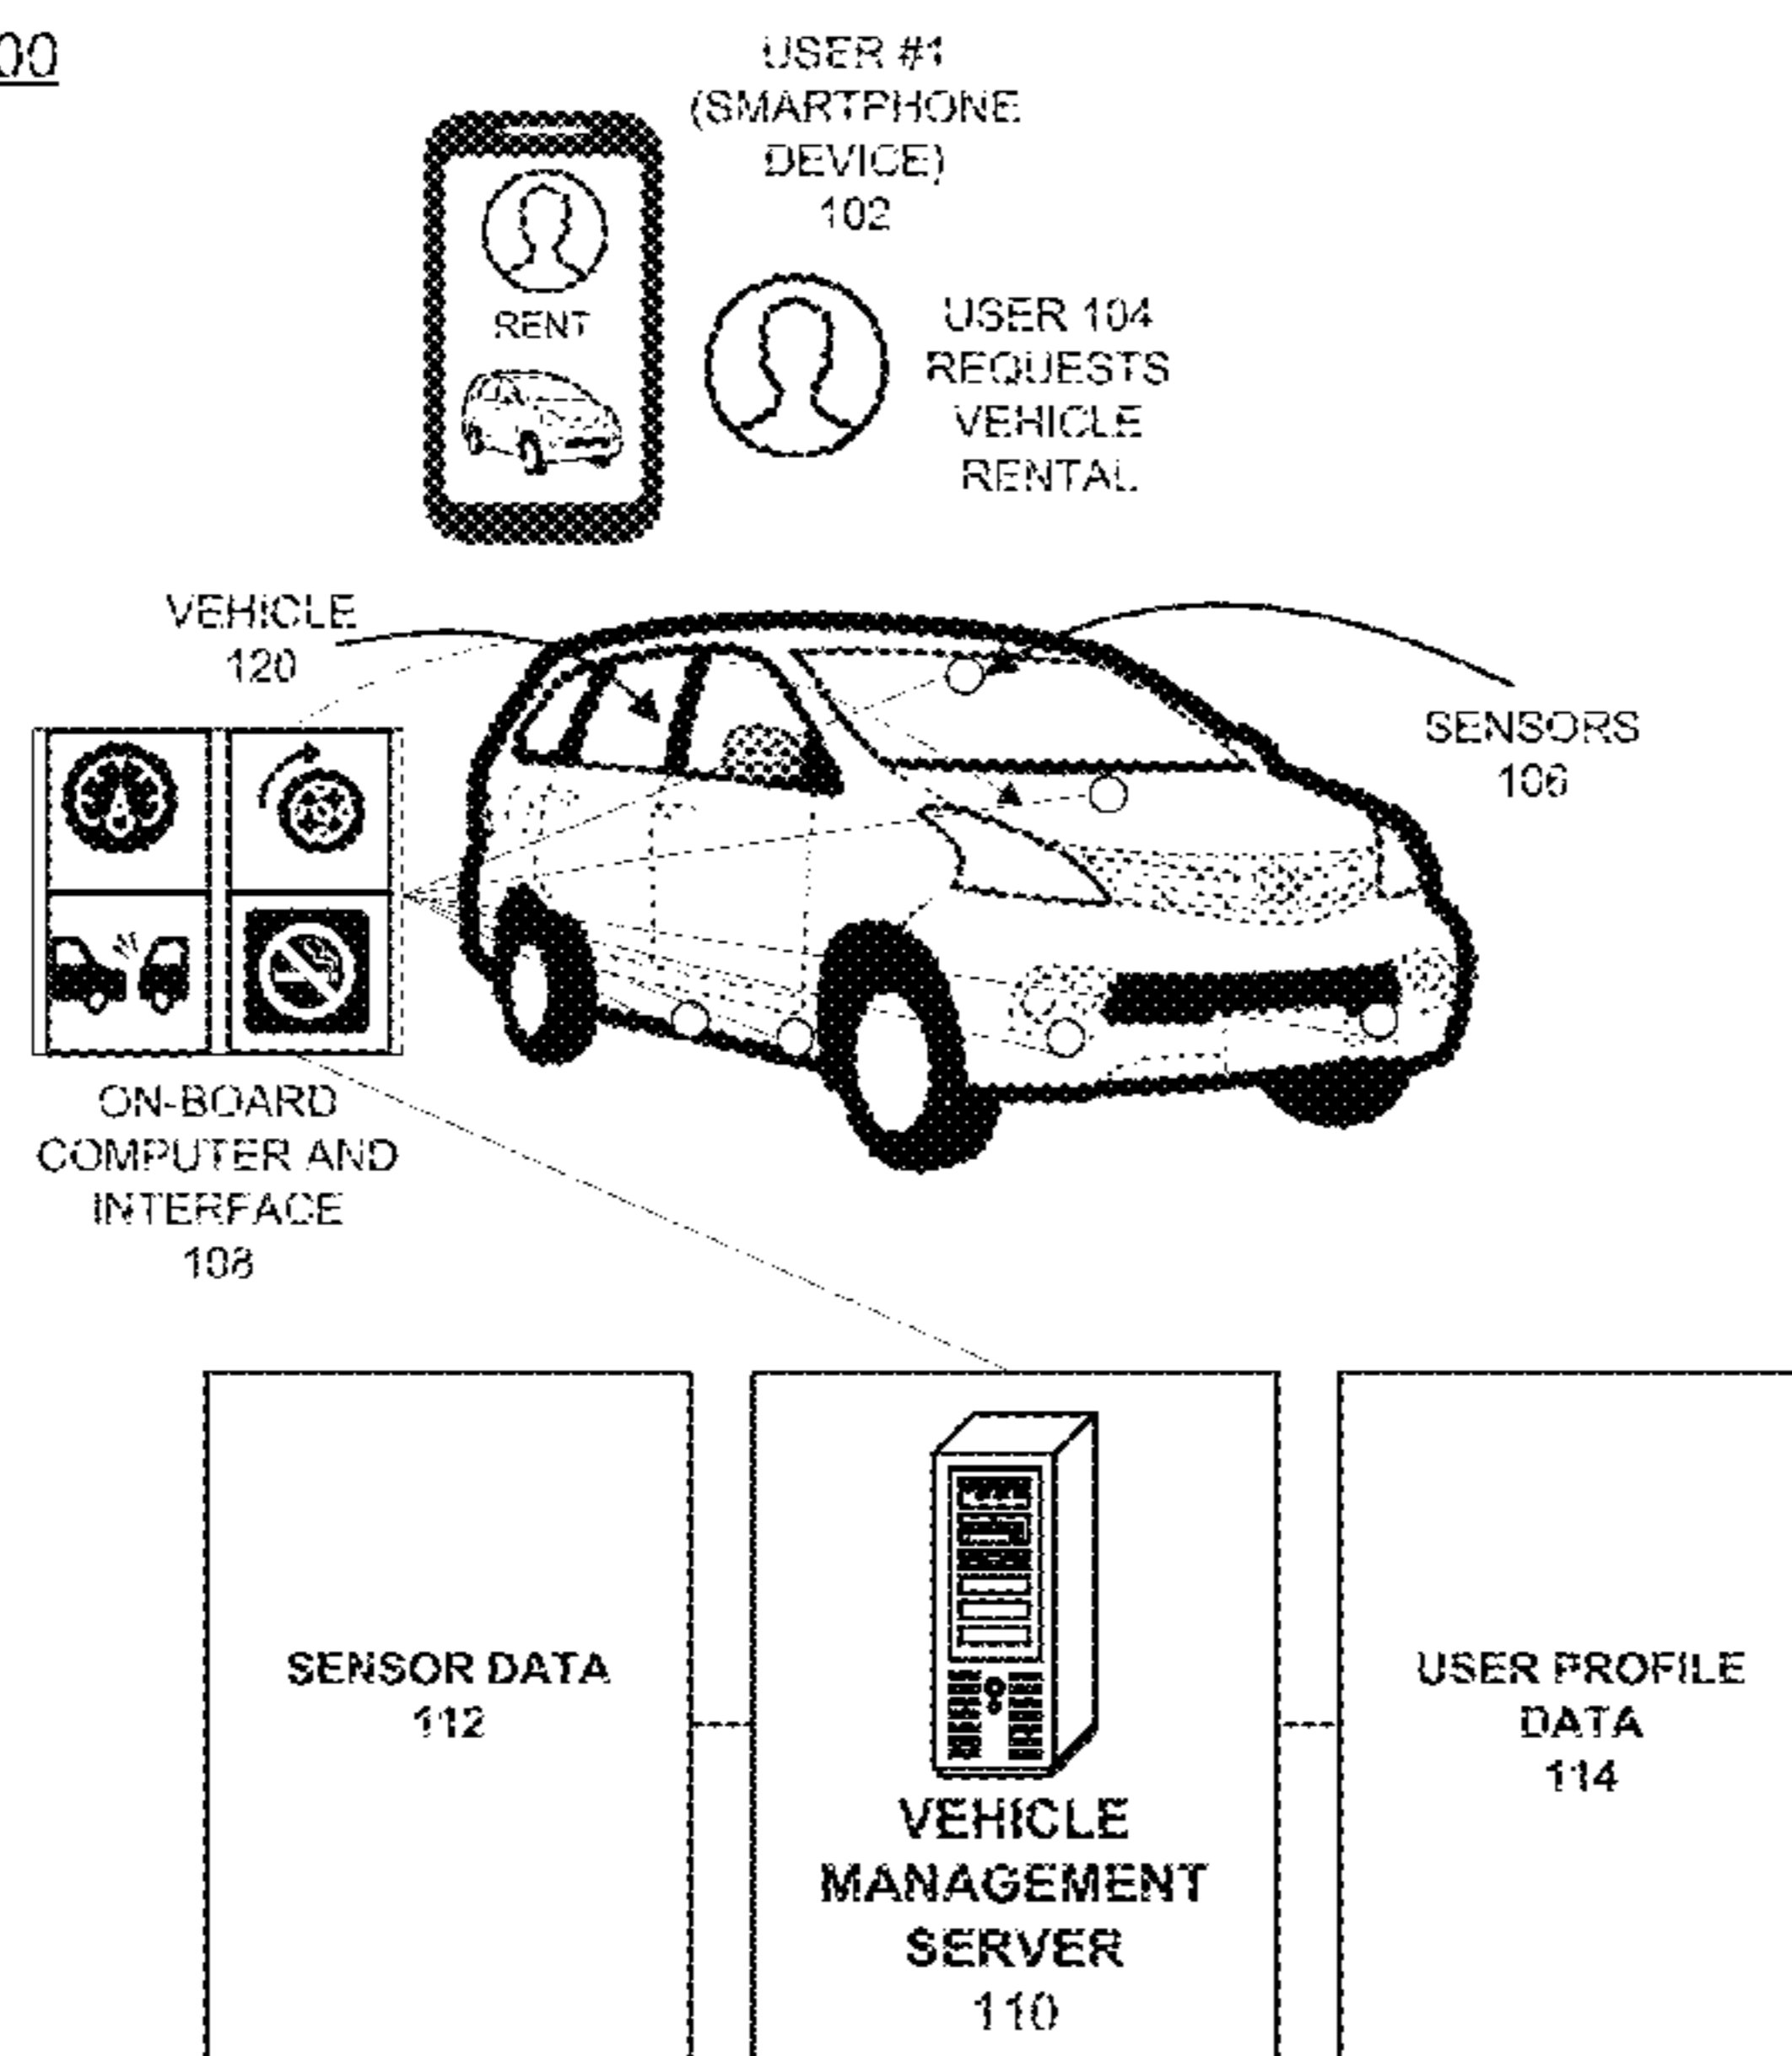 00
USER #1
(SMARTPHONE
DEVICE)
102
RENT
USER 104
REQUESTS
VEHICLE
RENTAL
VEHICLE
120
SENSORS
106
ON-BOARD
COMPUTER AND
INTERFACE
108
SENSOR DATA
112
VEHICLE
MANAGEMENT
SERVER
110
USER PROFILE
DATA
114